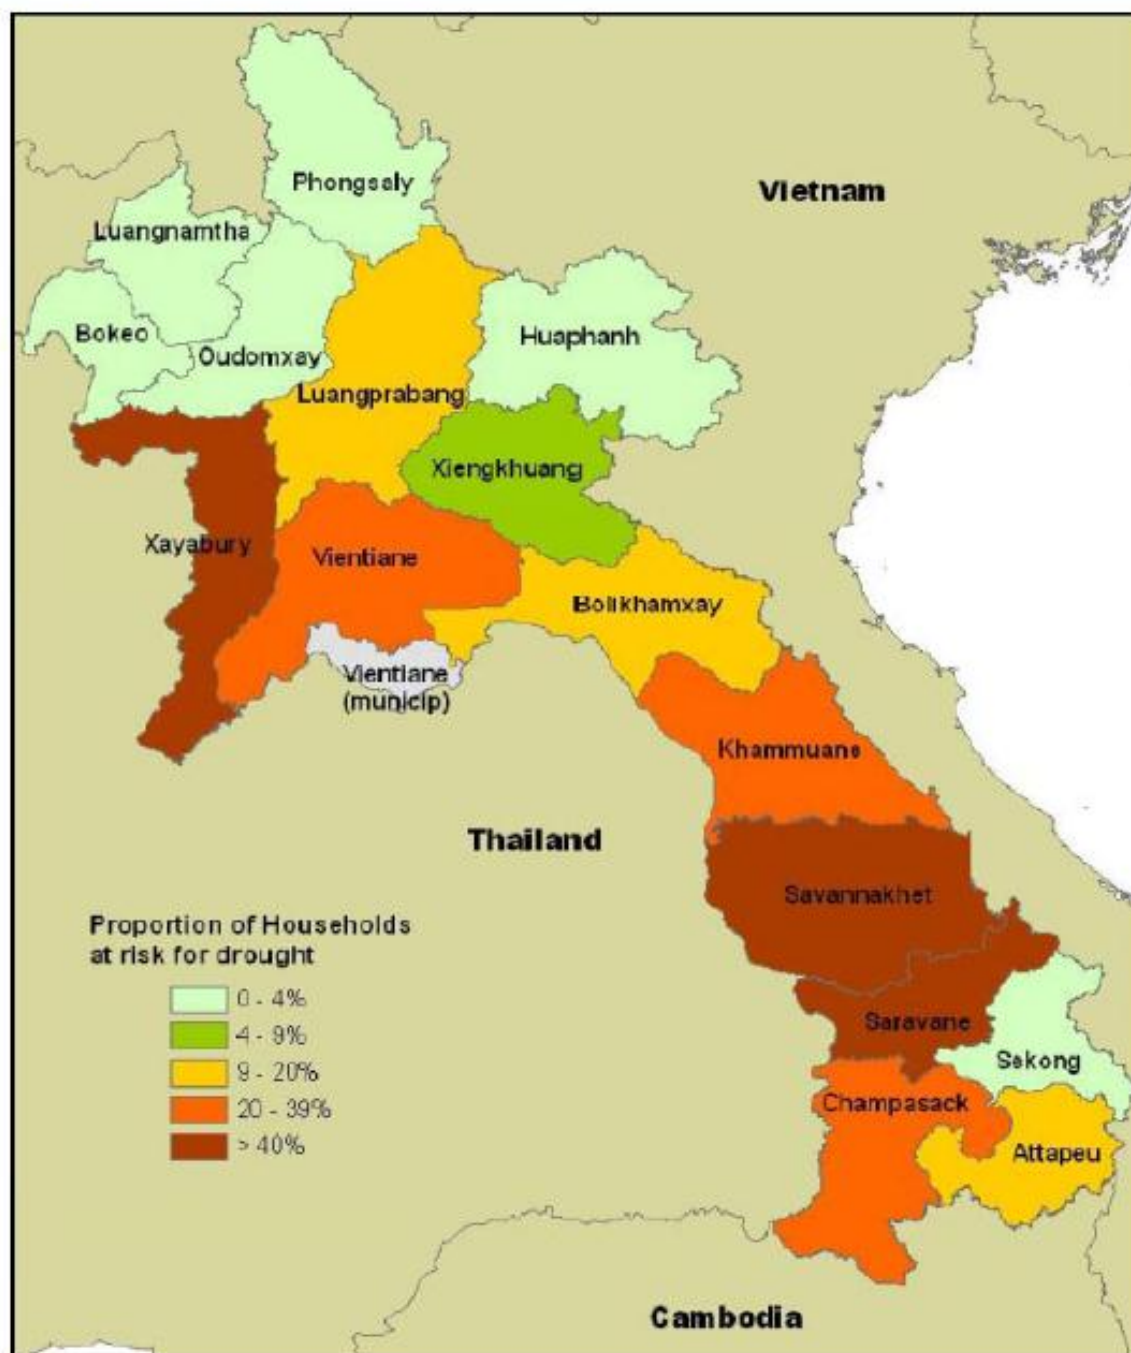 Phongsaly
Vietnam
Luangnamtha
Bokeo
Huaphanh
Oudomxay
Luangprabang
Xiengkhuang
Xayabury
Vientiane
Bolikhamxay
Vientiane
(municip)
Khammuane
Thailand
Savannakhet
Proportion of Households
at risk for drought
0 - 4%
4 - 9%
9 - 20%
20 - 39%
> 40%
Saravane
Sekong
Champasack
Attapeu
Cambodia